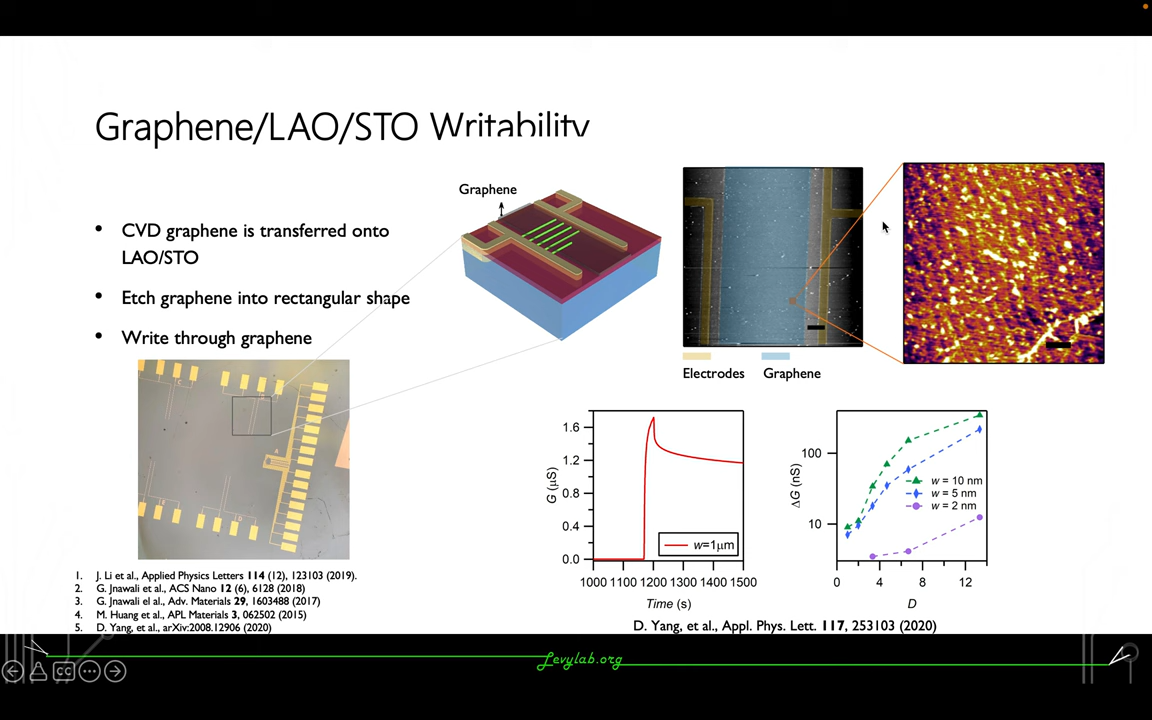 Graphene/LAO/STO Writability
• CVD graphene is transferred onto
LAO/STO
• Etch graphene into rectangular shape
• Write through graphene
Graphene
Electrodes
Graphene
C
A
D
G (μS)
1.6
1.2
0.8
0.4
0.0
w=1μm
1000 1100 1200 1300 1400 1500
Time (s)
ΔG (nS)
100
10
w = 10 nm
w = 5 nm
w = 2 nm
0 4 8 12
D
1. J. Li et al., Applied Physics Letters 114 (12), 123103 (2019).
2. G. Jnawali et al., ACS Nano 12 (6), 6128 (2018)
3. G. Jnawali el al., Adv. Materials 29, 1603488 (2017)
4. M. Huang et al., APL Materials 3, 062502 (2015)
5. D. Yang, et al., arXiv:2008.12906 (2020)
D. Yang, et al., Appl. Phys. Lett. 117, 253103 (2020)
Levylab.org
CC